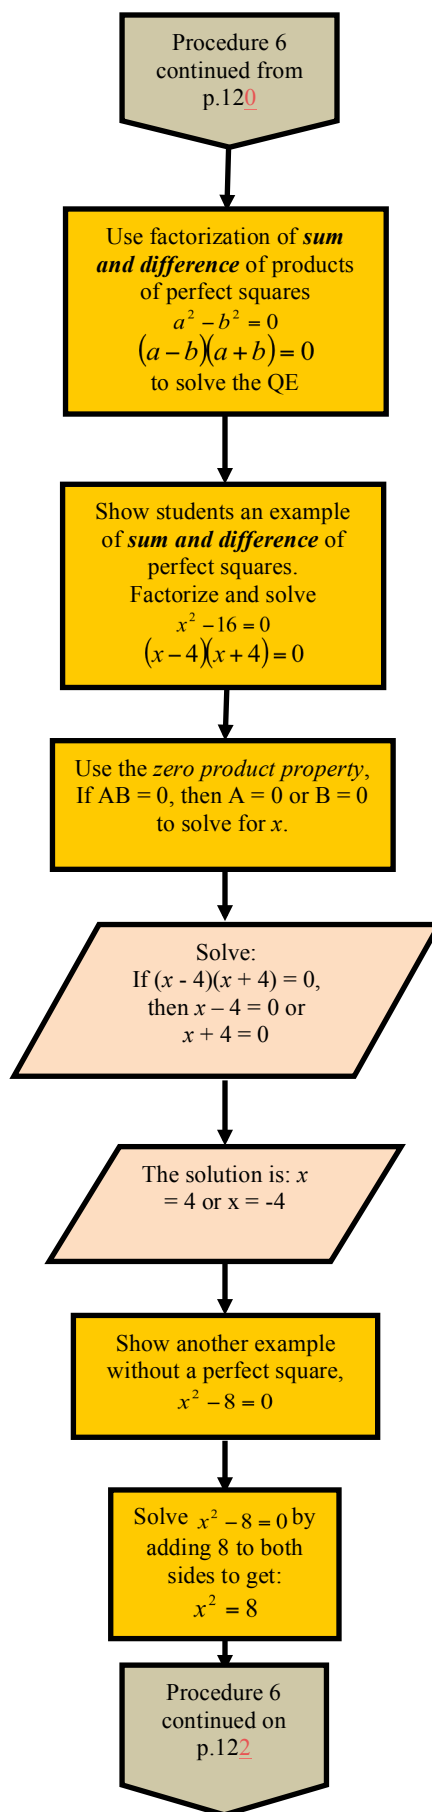 Procedure 6
continued from
p.120
Use factorization of sum
and difference of products
of perfect squares
a² − b² = 0
(a − b)(a + b) = 0
to solve the QE
Show students an example
of sum and difference of
perfect squares.
Factorize and solve
x² − 16 = 0
(x − 4)(x + 4) = 0
Use the zero product property,
If AB = 0, then A = 0 or B = 0
to solve for x.
Solve:
If (x - 4)(x + 4) = 0,
then x – 4 = 0 or
x + 4 = 0
The solution is: x
= 4 or x = -4
Show another example
without a perfect square,
x² − 8 = 0
Solve x² − 8 = 0 by
adding 8 to both
sides to get:
x² = 8
Procedure 6
continued on
p.122